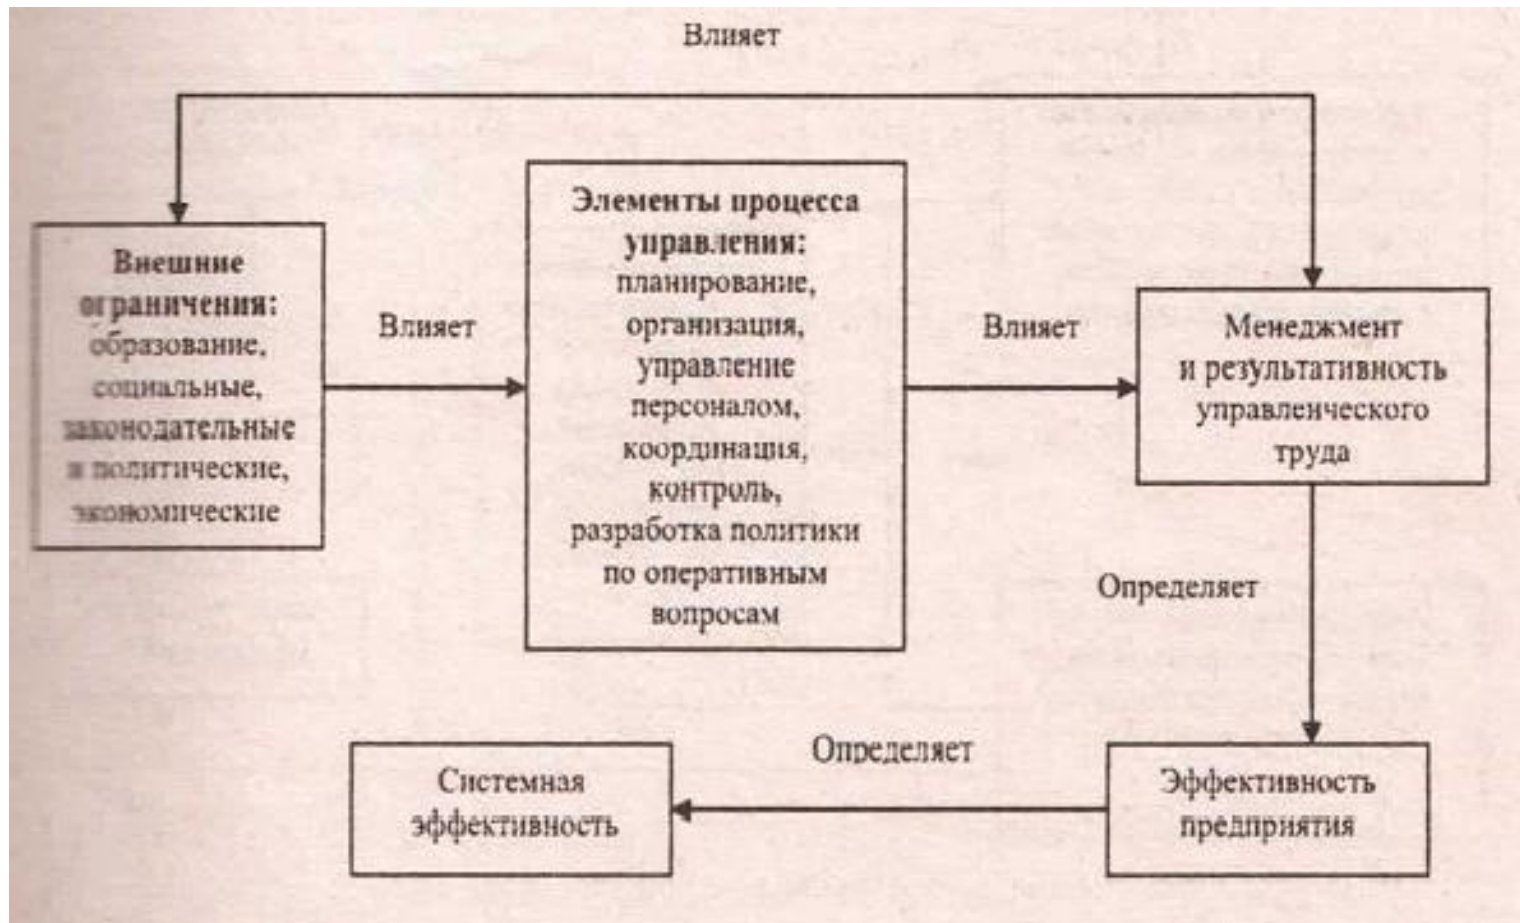 Влияет
Внешние
ограничения:
образование,
социальные,
законодательные
и политические,
экономические
Влияет
Элементы процесса
управления:
планирование,
организация,
управление
персоналом,
координация,
контроль,
разработка политики
по оперативным
вопросам
Влияет
Менеджмент
и результативность
управленческого
труда
Определяет
Эффективность
предприятия
Определяет
Системная
эффективность